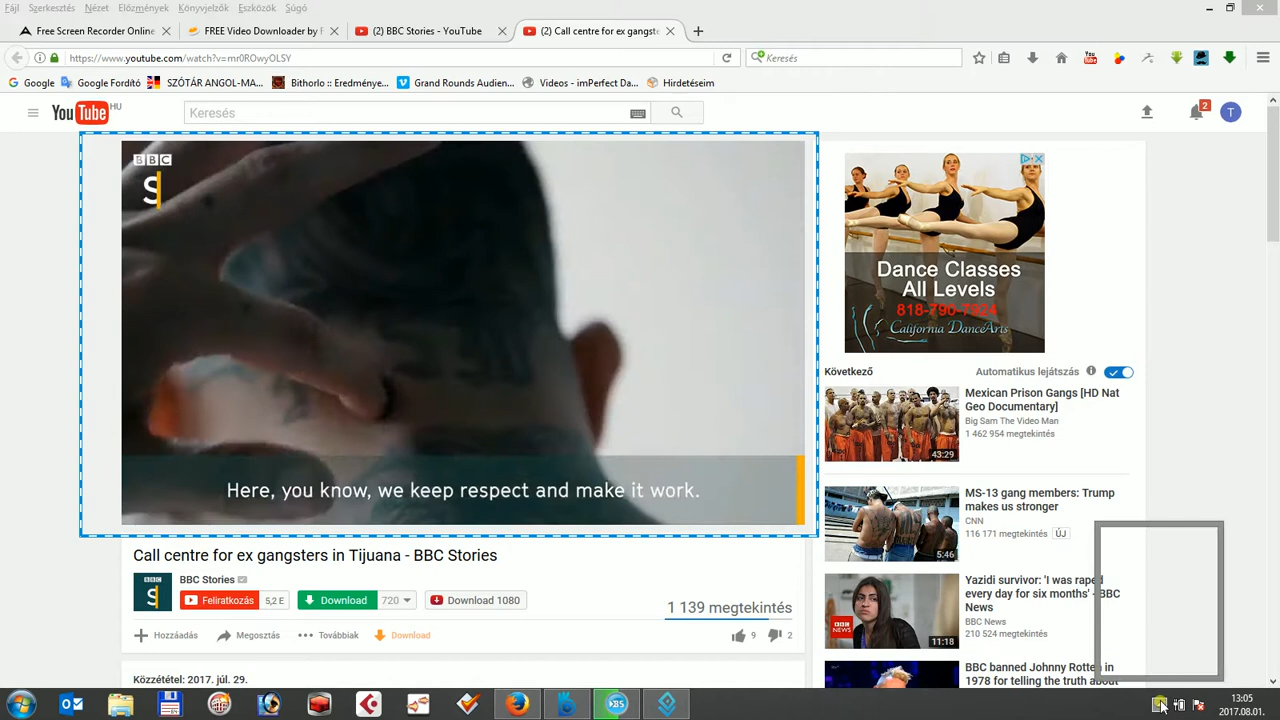 Fájl Szerkesztés Nézet Előzmények Könyvjelzők Eszközök Súgó
Free Screen Recorder Online
FREE Video Downloader by F
(2) BBC Stories - YouTube
(2) Call centre for ex gangste
https://www.youtube.com/watch?v=mr0ROwyOLSY
Keresés
Google
Google Fordító
SZÓTÁR ANGOL-MA...
Bithorlo :: Eredménye...
Grand Rounds Audien...
Videos - imPerfect Da...
Hirdetéseim
YouTube HU
Keresés
2
T
BBC
S
Here, you know, we keep respect and make it work.
Dance Classes
All Levels
818-790-7924
California DanceArts
Következő
Automatikus lejátszás
Mexican Prison Gangs [HD Nat
Geo Documentary]
Big Sam The Video Man
1 462 954 megtekintés
43:29
MS-13 gang members: Trump
makes us stronger
CNN
116 171 megtekintés ÚJ
5:46
Yazidi survivor: 'I was raped
every day for six months' - BBC
News
BBC News
210 524 megtekintés
BBC NEWS
11:18
BBC banned Johnny Rotten in
1978 for telling the truth about
Call centre for ex gangsters in Tijuana - BBC Stories
BBC
S
BBC Stories
Feliratkozás 5,2 E
Download 720
Download 1080
1 139 megtekintés
Hozzáadás
Megosztás
Továbbiak
Download
9
2
Közzététel: 2017. júl. 29.
13:05
2017.08.01.